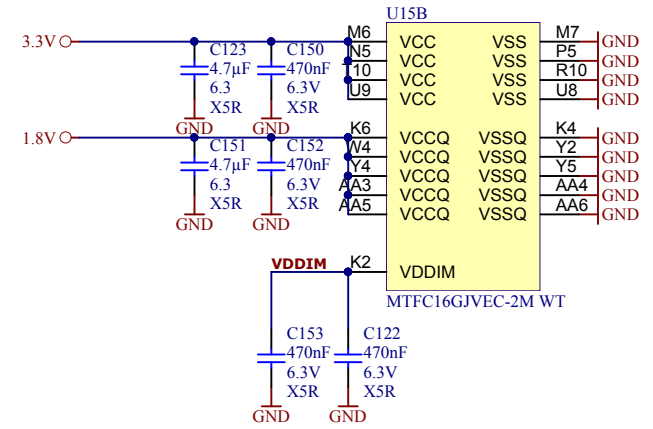 U15B
3.3V
M6 VCC VSS M7 GND
N5 VCC VSS P5 GND
T10 VCC VSS R10 GND
U9 VCC VSS U8 GND
C123
4.7µF
6.3
X5R
GND
C150
470nF
6.3V
X5R
GND
1.8V
K6 VCCQ VSSQ K4 GND
W4 VCCQ VSSQ Y2 GND
Y4 VCCQ VSSQ Y5 GND
AA3 VCCQ VSSQ AA4 GND
AA5 VCCQ VSSQ AA6 GND
C151
4.7µF
6.3
X5R
GND
C152
470nF
6.3V
X5R
GND
VDDIM K2 VDDIM
MTFC16GJVEC-2M WT
C153
470nF
6.3V
X5R
GND
C122
470nF
6.3V
X5R
GND